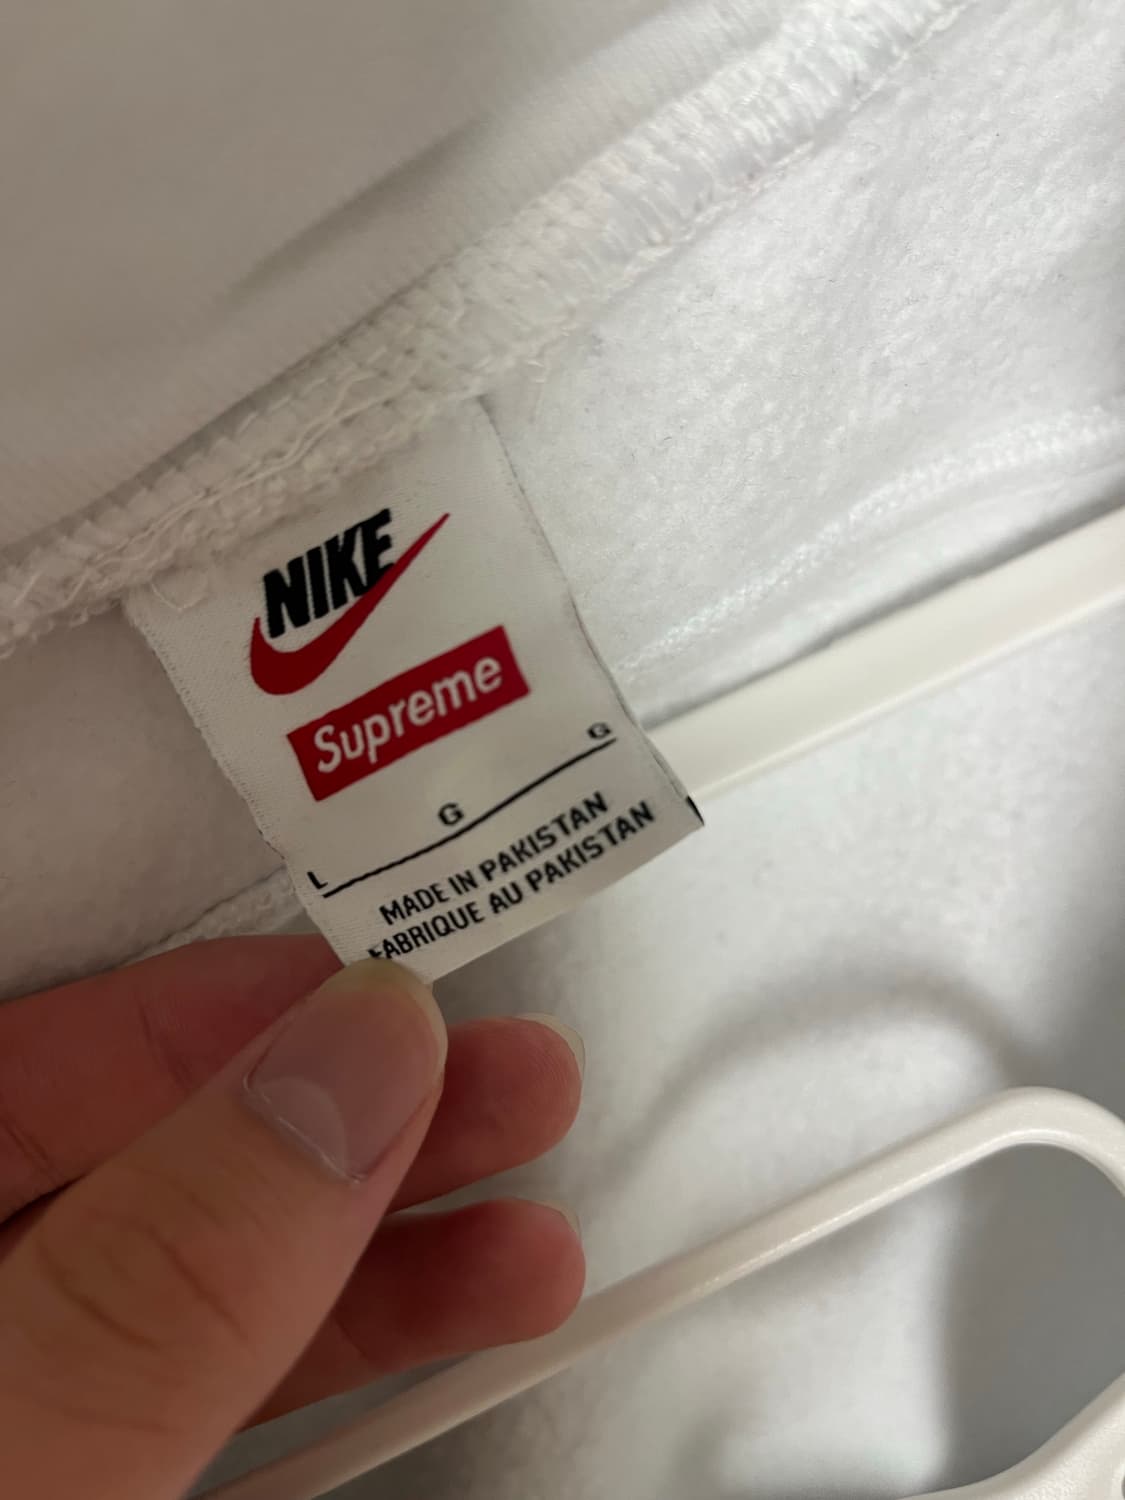 NIKE
Supreme
L G G
MADE IN PAKISTAN
FABRIQUE AU PAKISTAN